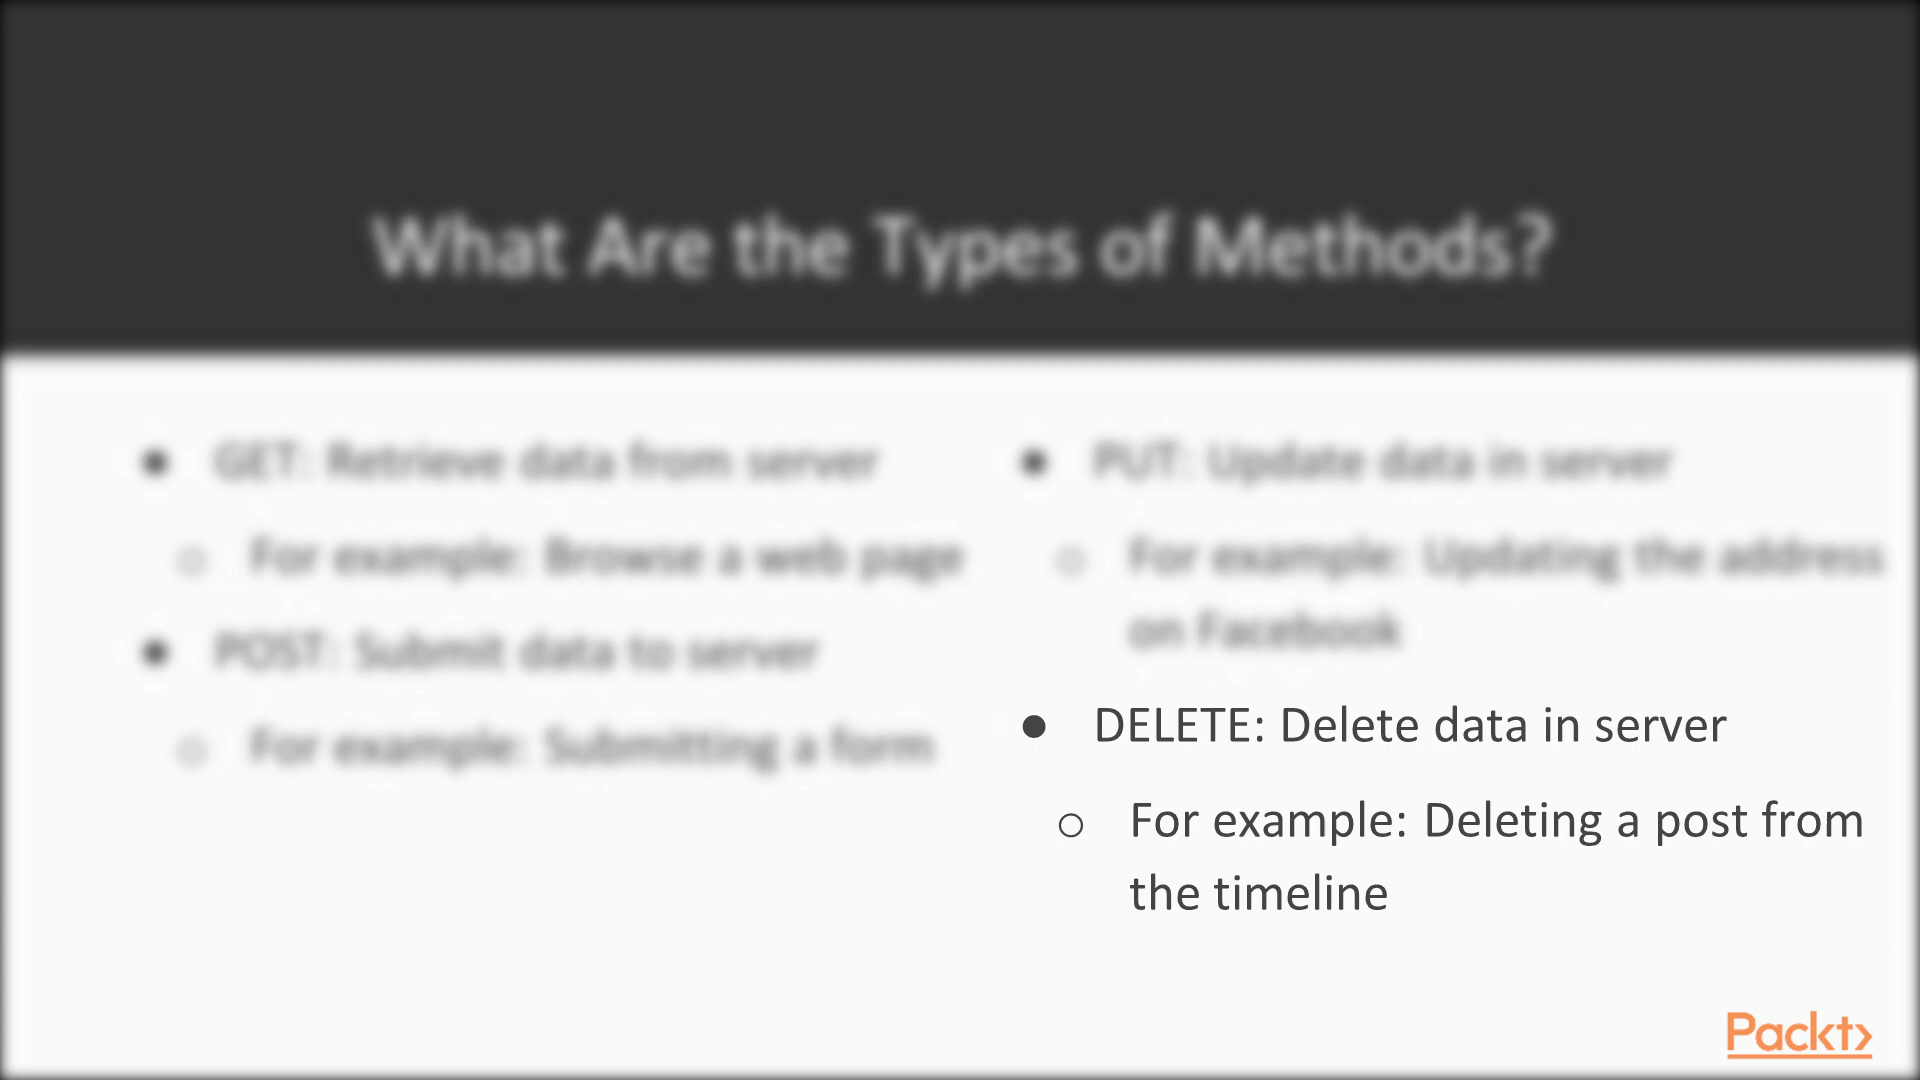 What Are the Types of Methods?
● GET: Retrieve data from server
○ For example: Browse a web page
● POST: Submit data to server
○ For example: Submitting a form
● PUT: Update data in server
○ For example: Updating the address
on Facebook
● DELETE: Delete data in server
○ For example: Deleting a post from
the timeline
Packt>